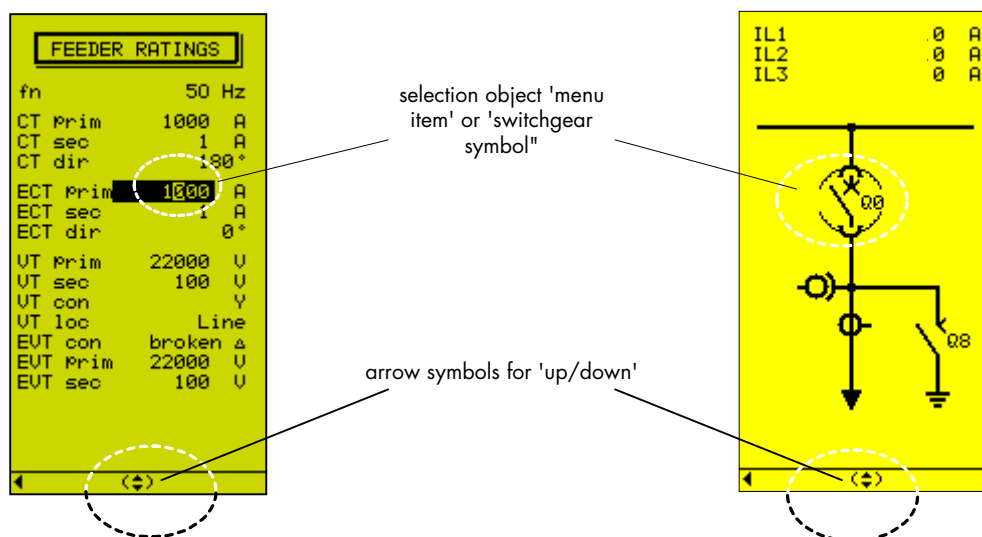 FEEDER RATINGS
fn 50 Hz
CT prim 1000 A
CT sec 1 A
CT dir 180°
ECT prim 1000 A
ECT sec 1 A
ECT dir 0°
VT prim 22000 V
VT sec 100 V
VT con Y
VT loc Line
EVT con broken ▵
EVT prim 22000 V
EVT sec 100 V
selection object 'menu
item' or 'switchgear
symbol"
arrow symbols for 'up/down'
IL1 .0 A
IL2 .0 A
IL3 0 A
Q0
Q8